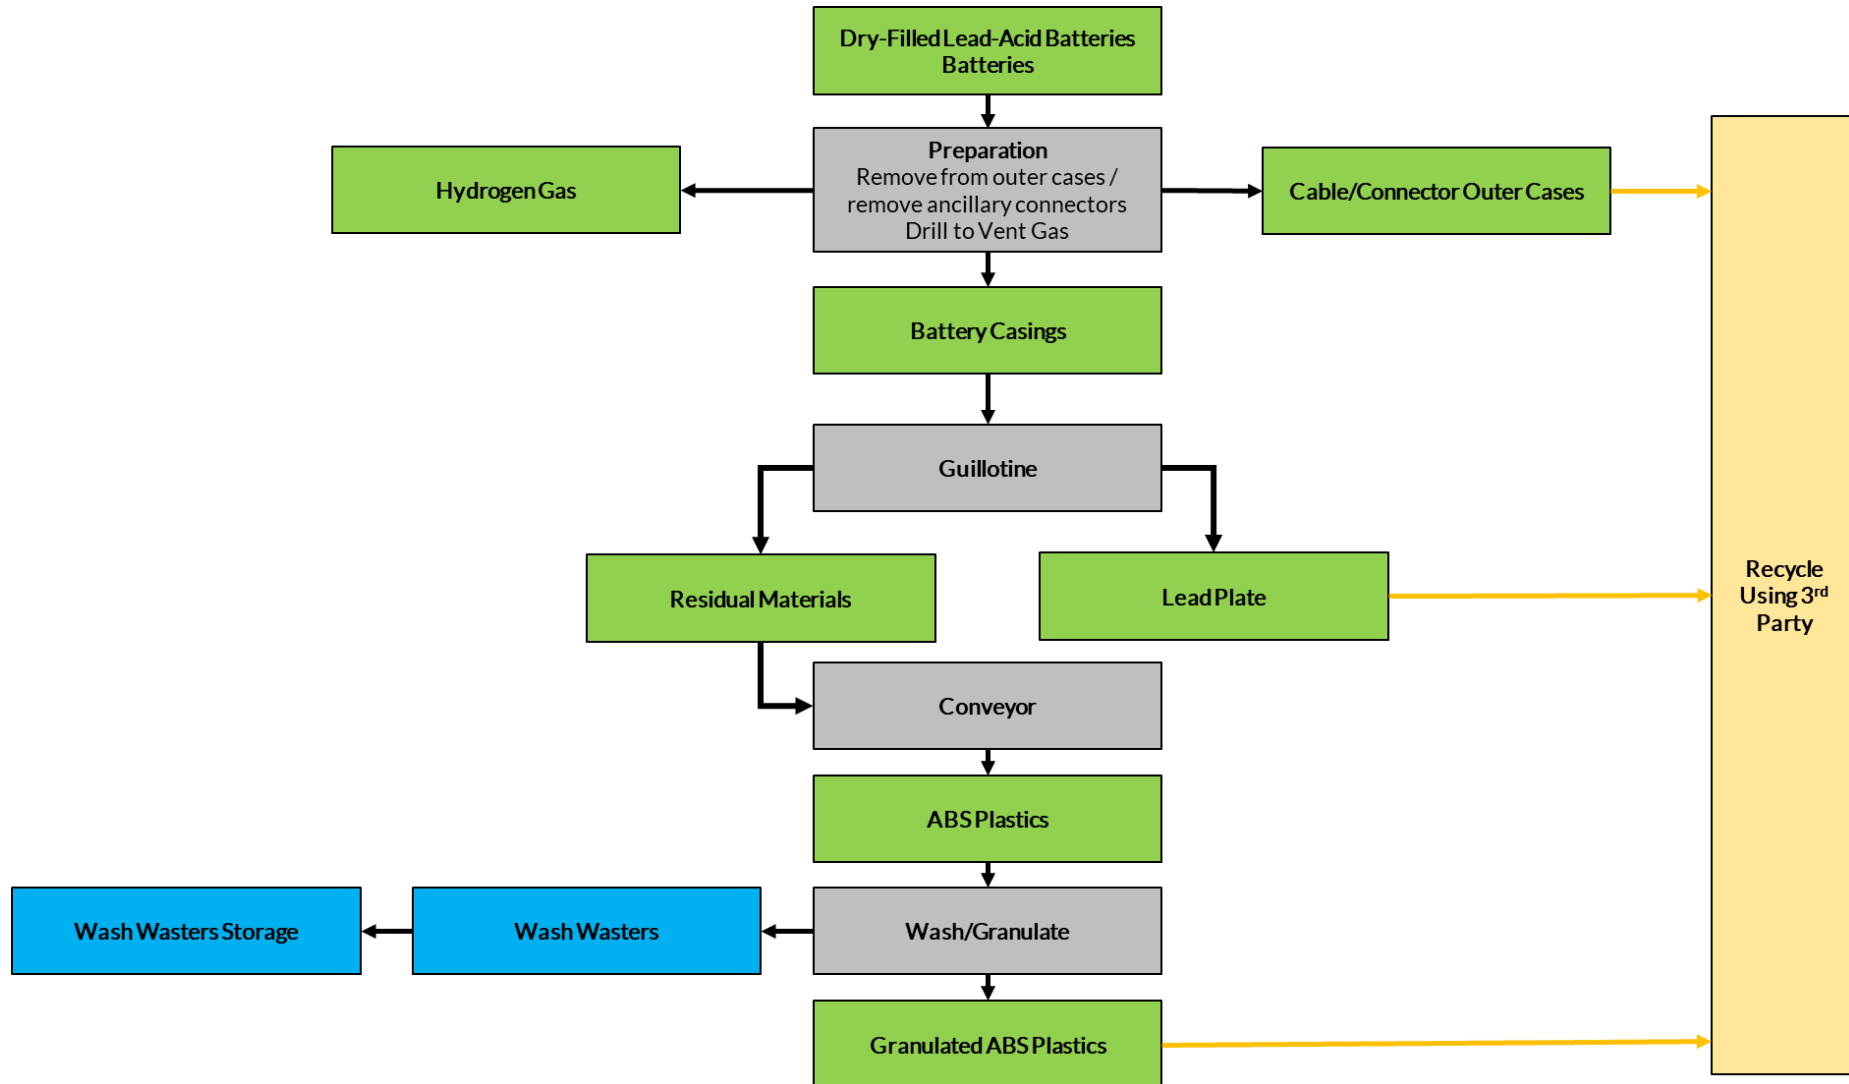 Dry-Filled Lead-Acid Batteries
Batteries
Preparation
Remove from outer cases /
remove ancillary connectors
Drill to Vent Gas
Hydrogen Gas
Cable/Connector Outer Cases
Battery Casings
Guillotine
Residual Materials
Lead Plate
Recycle
Using 3rd
Party
Conveyor
ABS Plastics
Wash Wasters Storage
Wash Wasters
Wash/Granulate
Granulated ABS Plastics